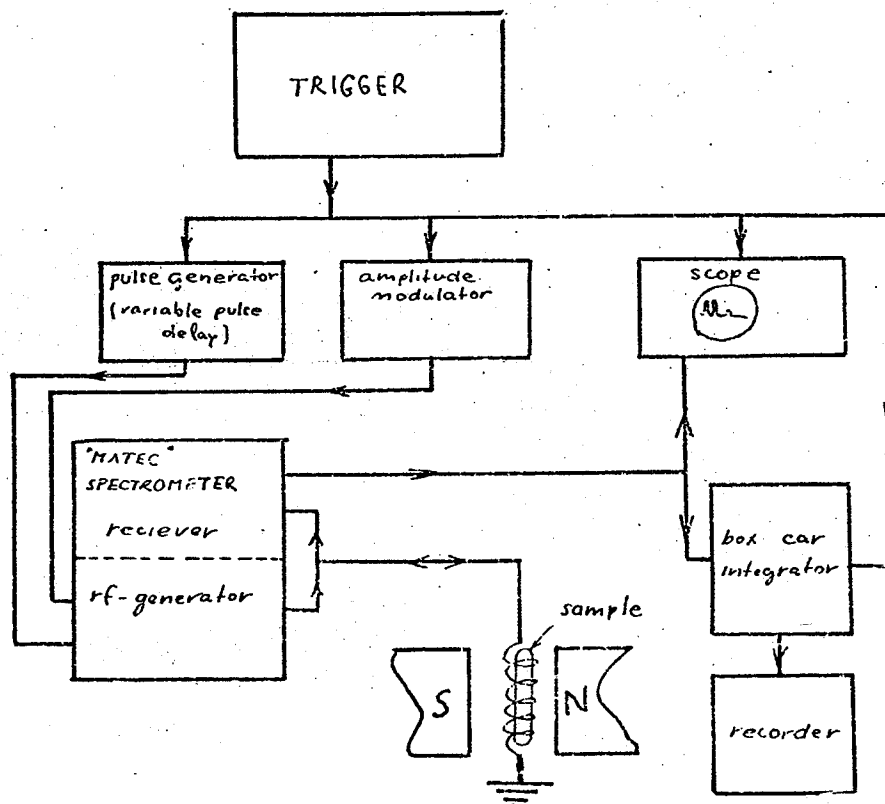 TRIGGER
pulse generator
(variable pulse
delay)
amplitude
modulator
scope
"MATEC"
SPECTROMETER
reciever
rf-generator
box car
integrator
sample
S
N
recorder